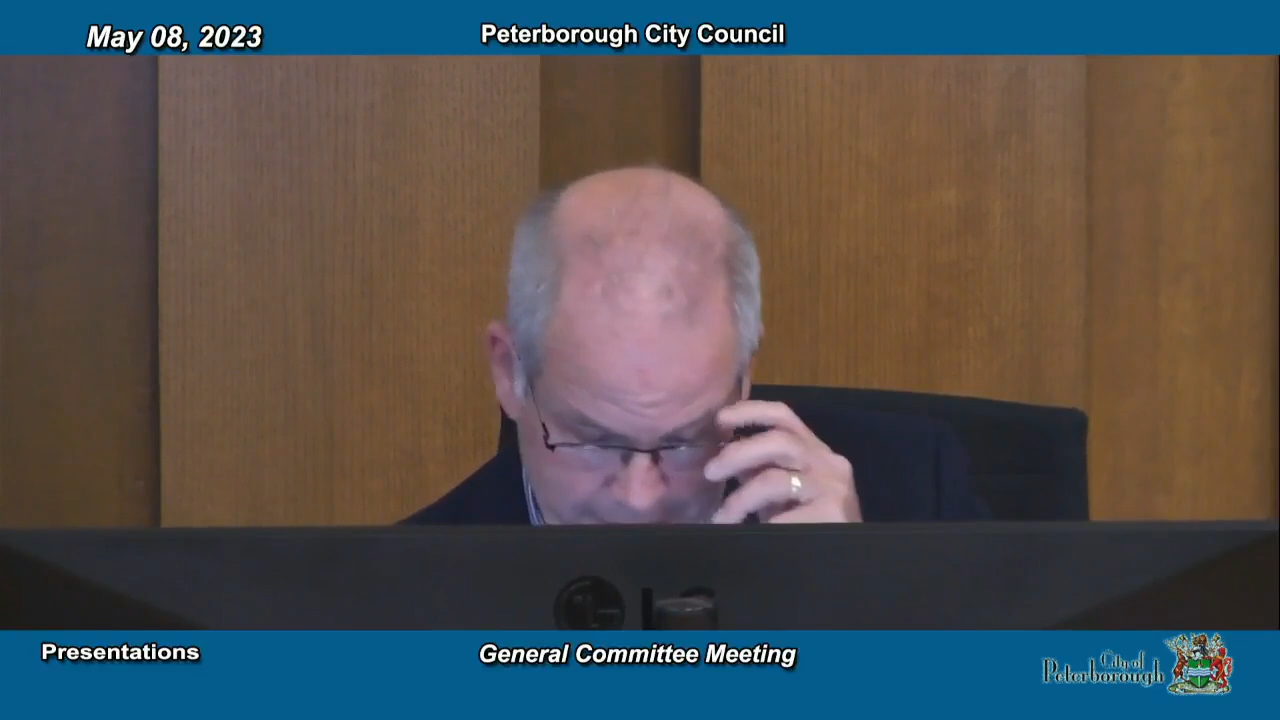 May 08, 2023
Peterborough City Council
Presentations
General Committee Meeting
City of
Peterborough